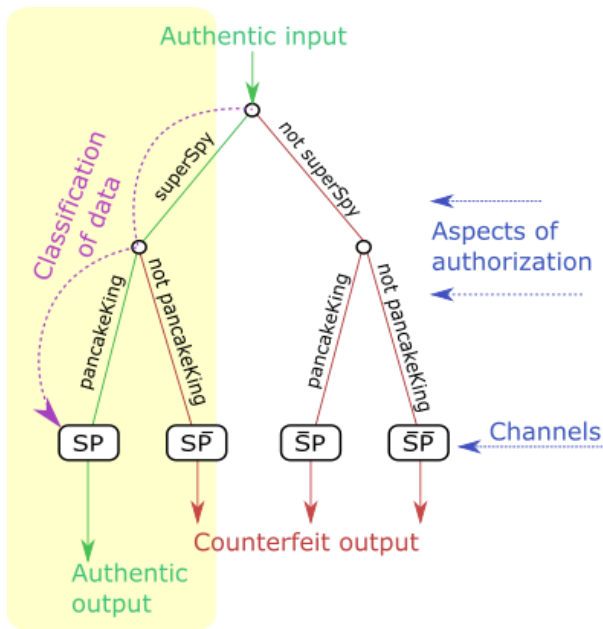 Authentic input
superSpy
not superSpy
Classification
of data
Aspects of
authorization
pancakeKing
not pancakeKing
pancakeKing
not pancakeKing
SP
SP̄
S̄P
S̄P̄
Channels
Counterfeit output
Authentic
output